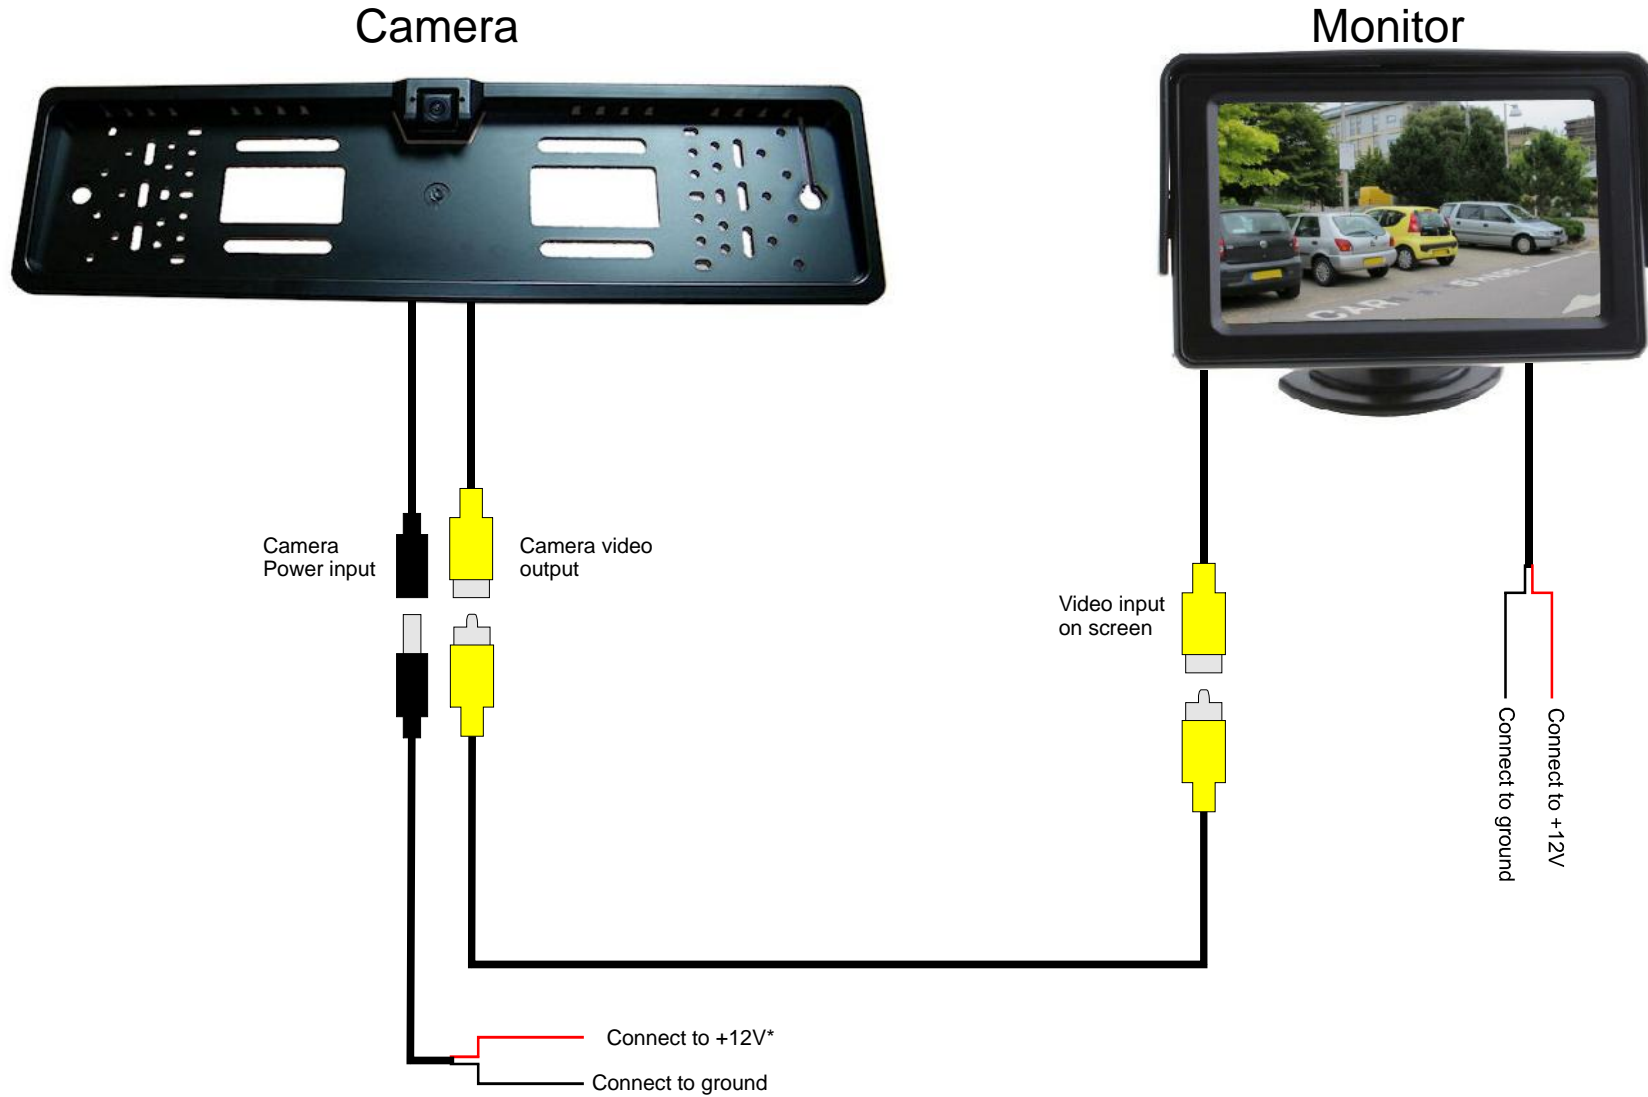 Camera
Monitor
Camera
Power input
Camera video
output
Video input
on screen
Connect to ground
Connect to +12V
Connect to +12V*
Connect to ground
CAR